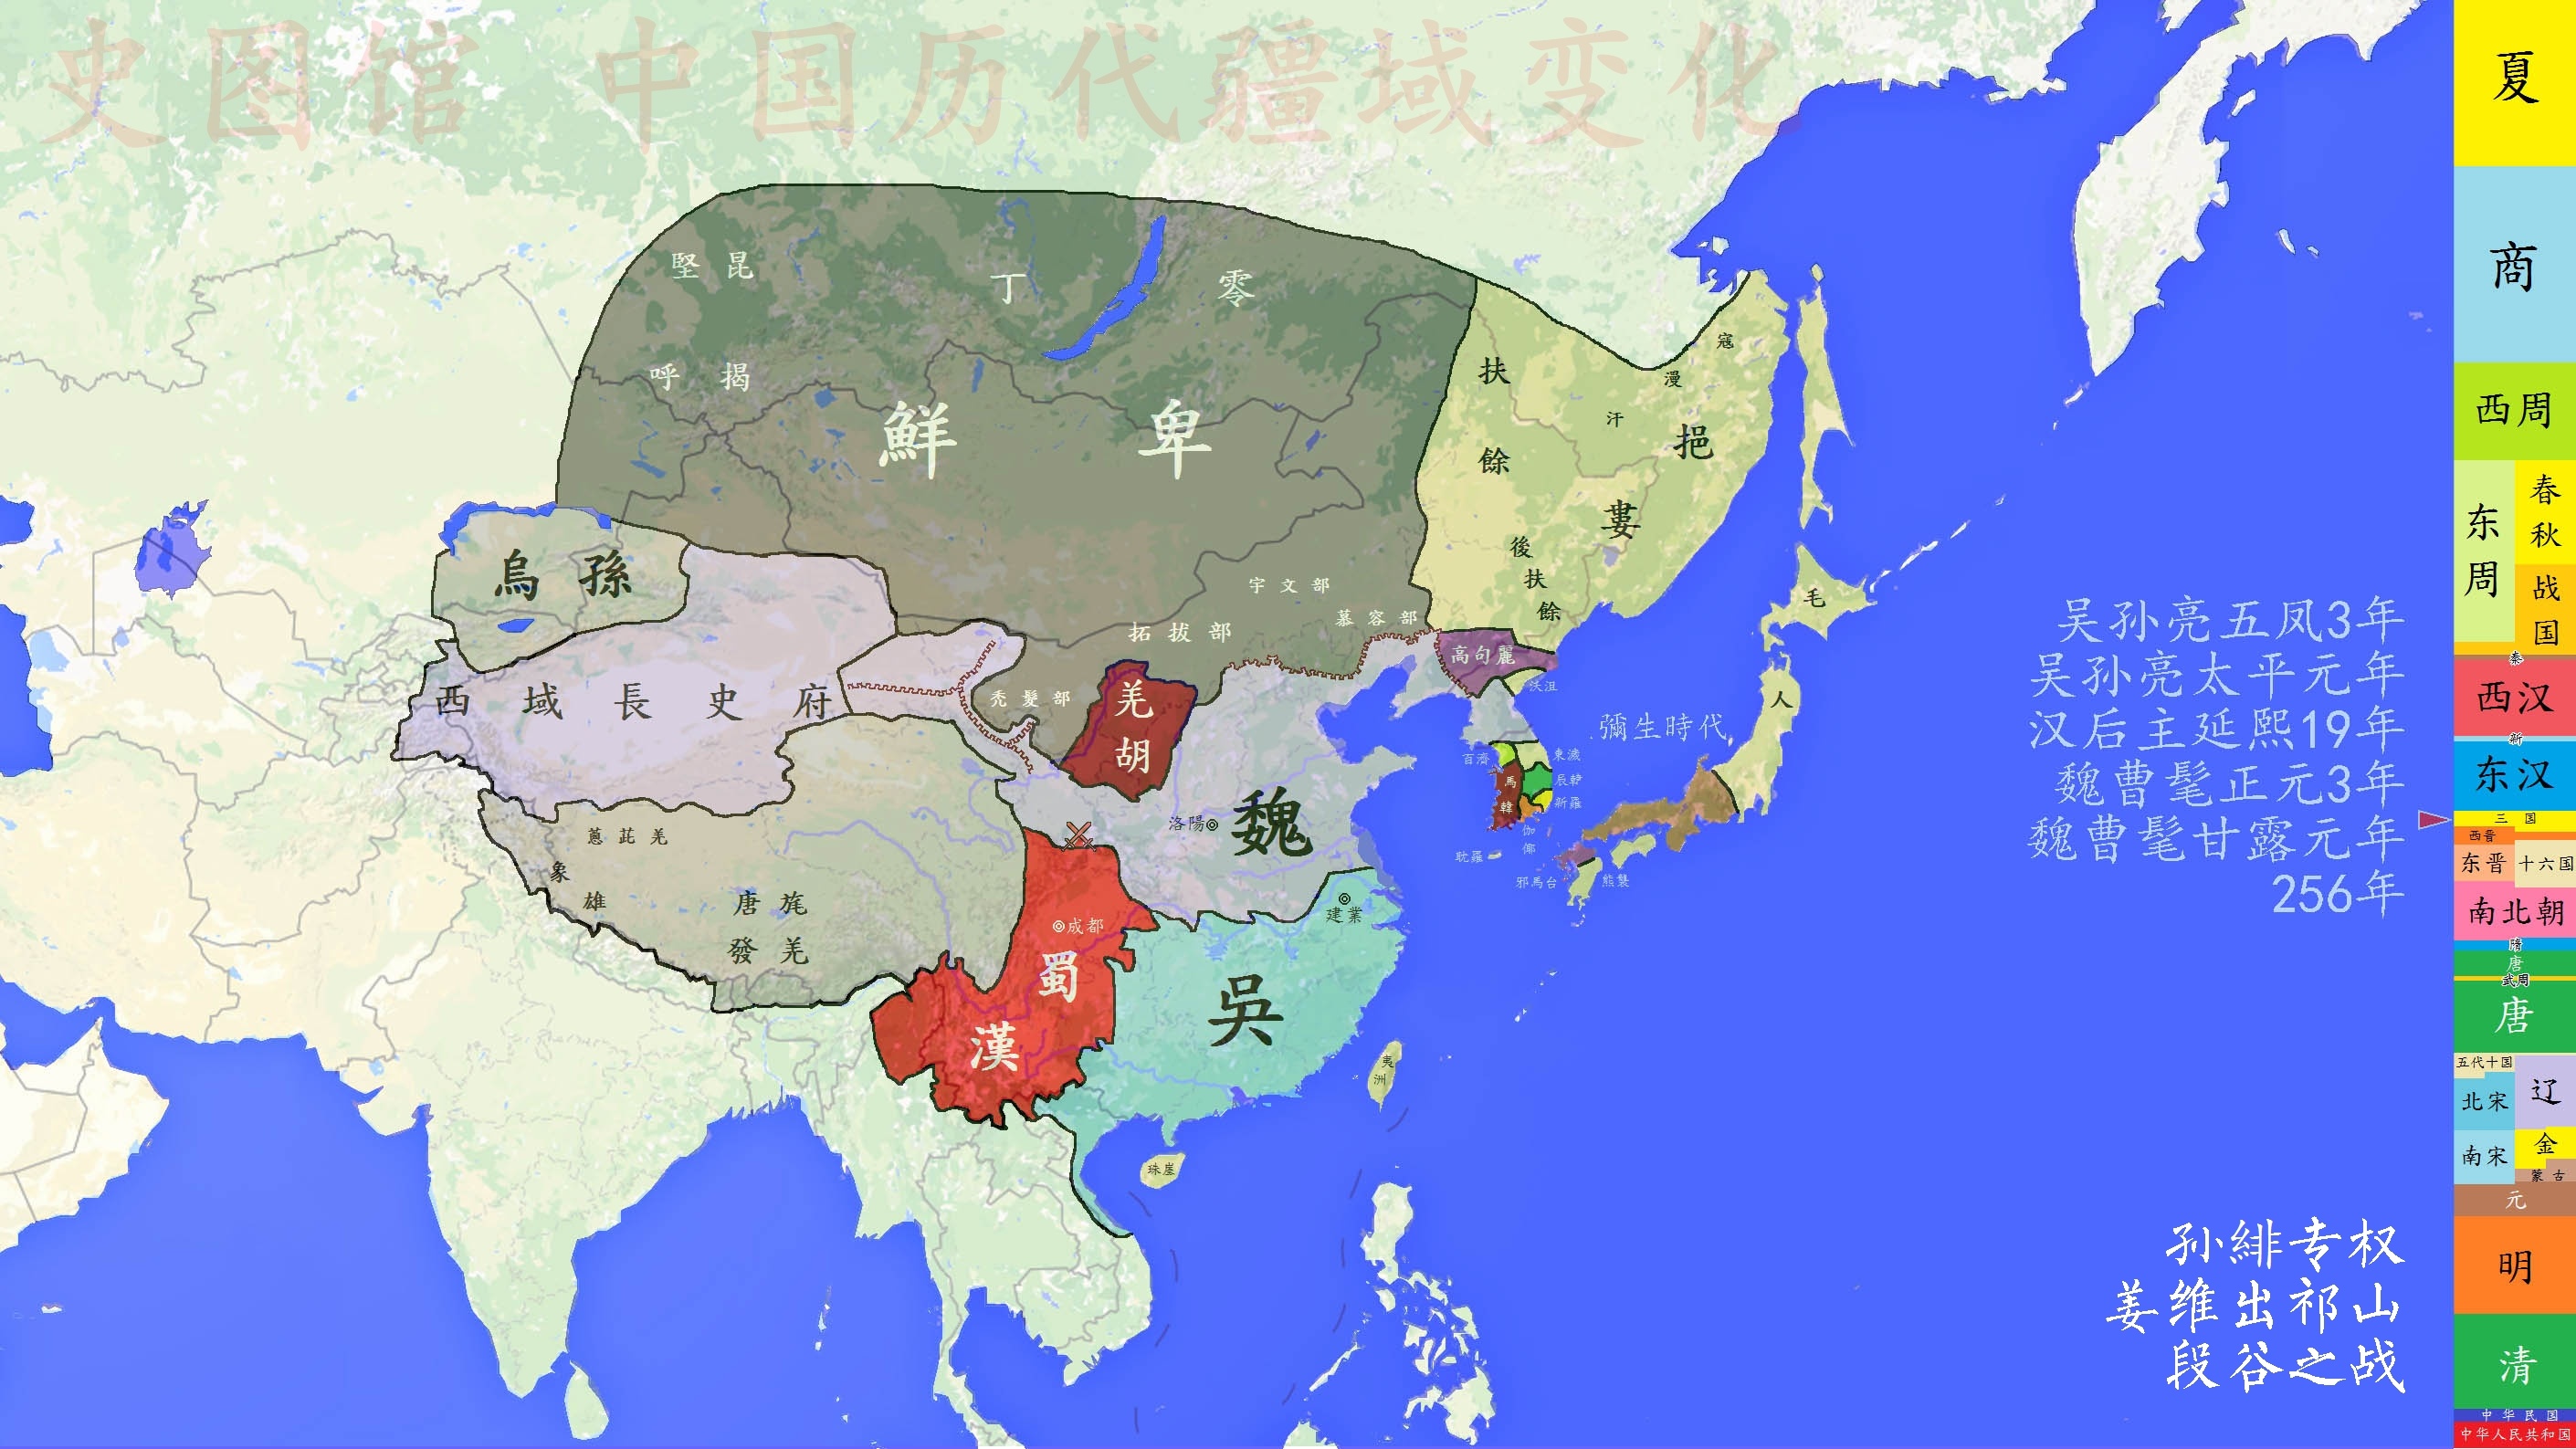 史图馆 中国历代疆域变化
堅昆
丁零
呼揭
鮮卑
扶餘
寇漫汗
挹婁
後扶餘
烏孫
宇文部
慕容部
拓拔部
禿髮部
高句麗
沃沮
西域長史府
羌胡
毛人
彌生時代
百濟
東濊
馬韓
辰韓
新羅
伽倻
耽羅
邪馬台
熊襲
魏
洛陽
蔥茈羌
象雄
唐旄
發羌
成都
蜀漢
建業
吳
夷洲
珠崖
吴孙亮五凤3年
吴孙亮太平元年
汉后主延熙19年
魏曹髦正元3年
魏曹髦甘露元年
256年
孙綝专权
姜维出祁山
段谷之战
夏
商
西周
东周
春秋
战国
秦
西汉
新
东汉
三国
西晋
东晋
十六国
南北朝
隋
唐
武周
唐
五代十国
辽
北宋
南宋
金
蒙古
元
明
清
中华民国
中华人民共和国